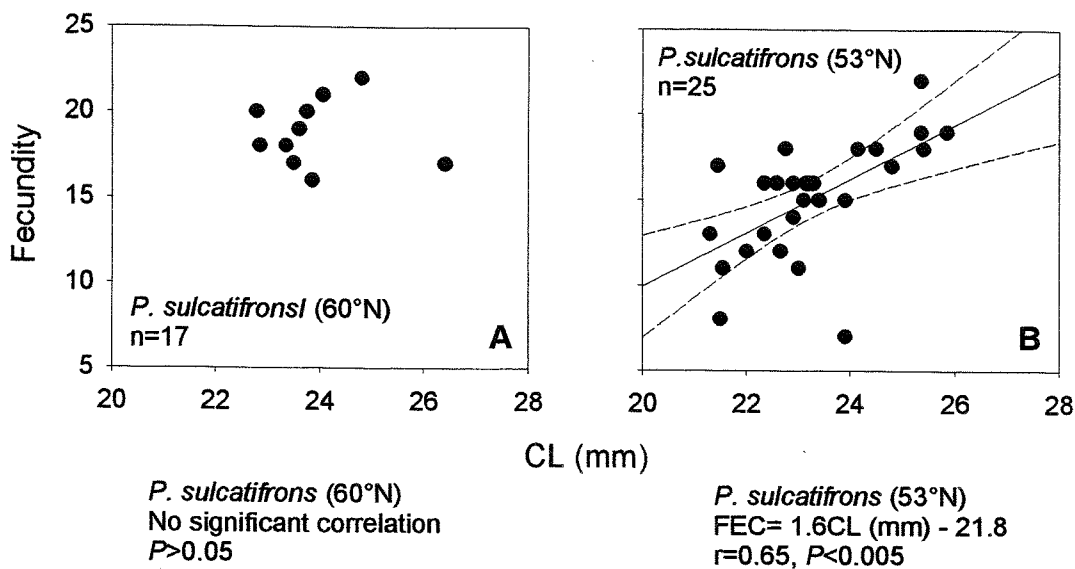 25
20
15
10
5
Fecundity
P. sulcatifronsl (60°N)
n=17
A
20 22 24 26 28
P.sulcatifrons (53°N)
n=25
B
20 22 24 26 28
CL (mm)
P. sulcatifrons (60°N)
No significant correlation
P>0.05
P. sulcatifrons (53°N)
FEC= 1.6CL (mm) - 21.8
r=0.65, P<0.005